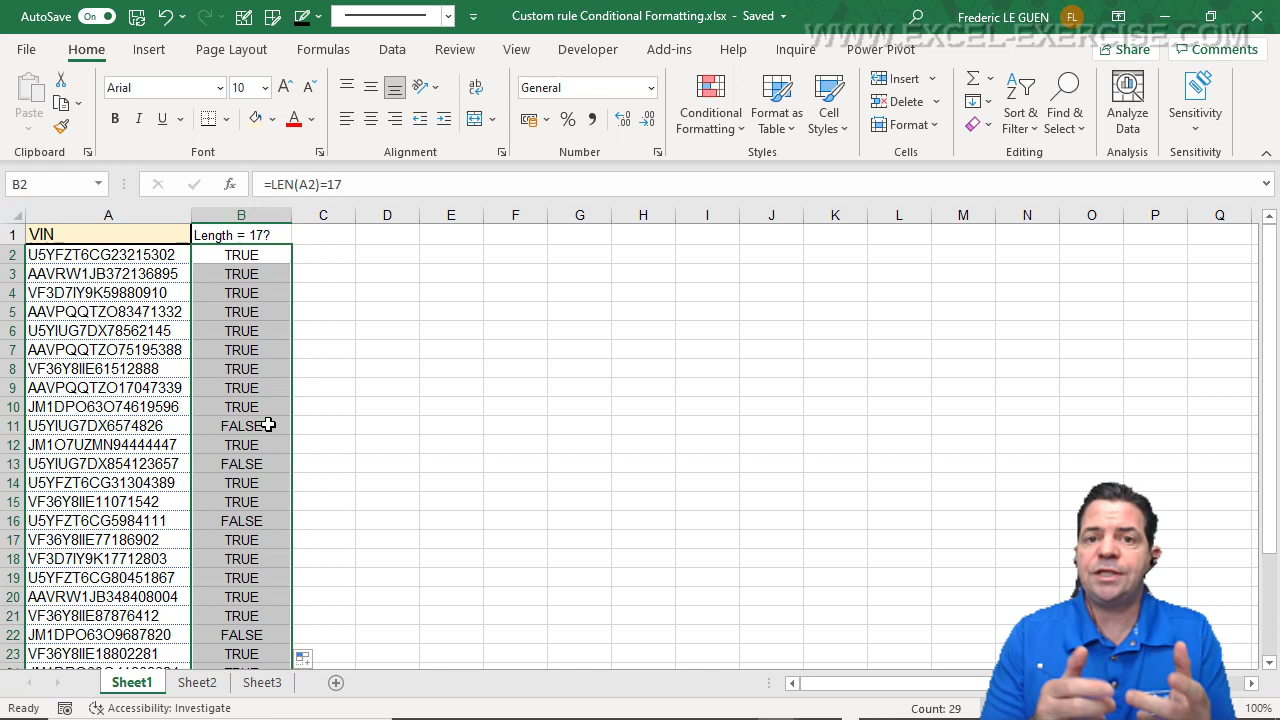 AutoSave On Custom rule Conditional Formatting.xlsx - Saved Frederic LE GUEN FL
WWW.EXCEL-EXERCISE.COM
File Home Insert Page Layout Formulas Data Review View Developer Add-ins Help Inquire Power Pivot Share Comments
Paste
Arial 10
General
B I U
Conditional Formatting
Format as Table
Cell Styles
Insert
Delete
Format
Sort & Filter
Find & Select
Analyze Data
Sensitivity
Clipboard Font Alignment Number Styles Cells Editing Analysis Sensitivity
B2 fx =LEN(A2)=17
A B C D E F G H I J K L M N O P Q
1 VIN Length = 17?
2 U5YFZT6CG23215302 TRUE
3 AAVRW1JB372136895 TRUE
4 VF3D7IY9K59880910 TRUE
5 AAVPQQTZO83471332 TRUE
6 U5YIUG7DX78562145 TRUE
7 AAVPQQTZO75195388 TRUE
8 VF36Y8IIE61512888 TRUE
9 AAVPQQTZO17047339 TRUE
10 JM1DPO63O74619596 TRUE
11 U5YIUG7DX6574826 FALSE
12 JM1O7UZMN94444447 TRUE
13 U5YIUG7DX854123657 FALSE
14 U5YFZT6CG31304389 TRUE
15 VF36Y8IIE11071542 TRUE
16 U5YFZT6CG5984111 FALSE
17 VF36Y8IIE77186902 TRUE
18 VF3D7IY9K17712803 TRUE
19 U5YFZT6CG80451867 TRUE
20 AAVRW1JB348408004 TRUE
21 VF36Y8IIE87876412 TRUE
22 JM1DPO63O9687820 FALSE
23 VF36Y8IIE18802281 TRUE
Sheet1 Sheet2 Sheet3
Ready Accessibility: Investigate Count: 29 100%